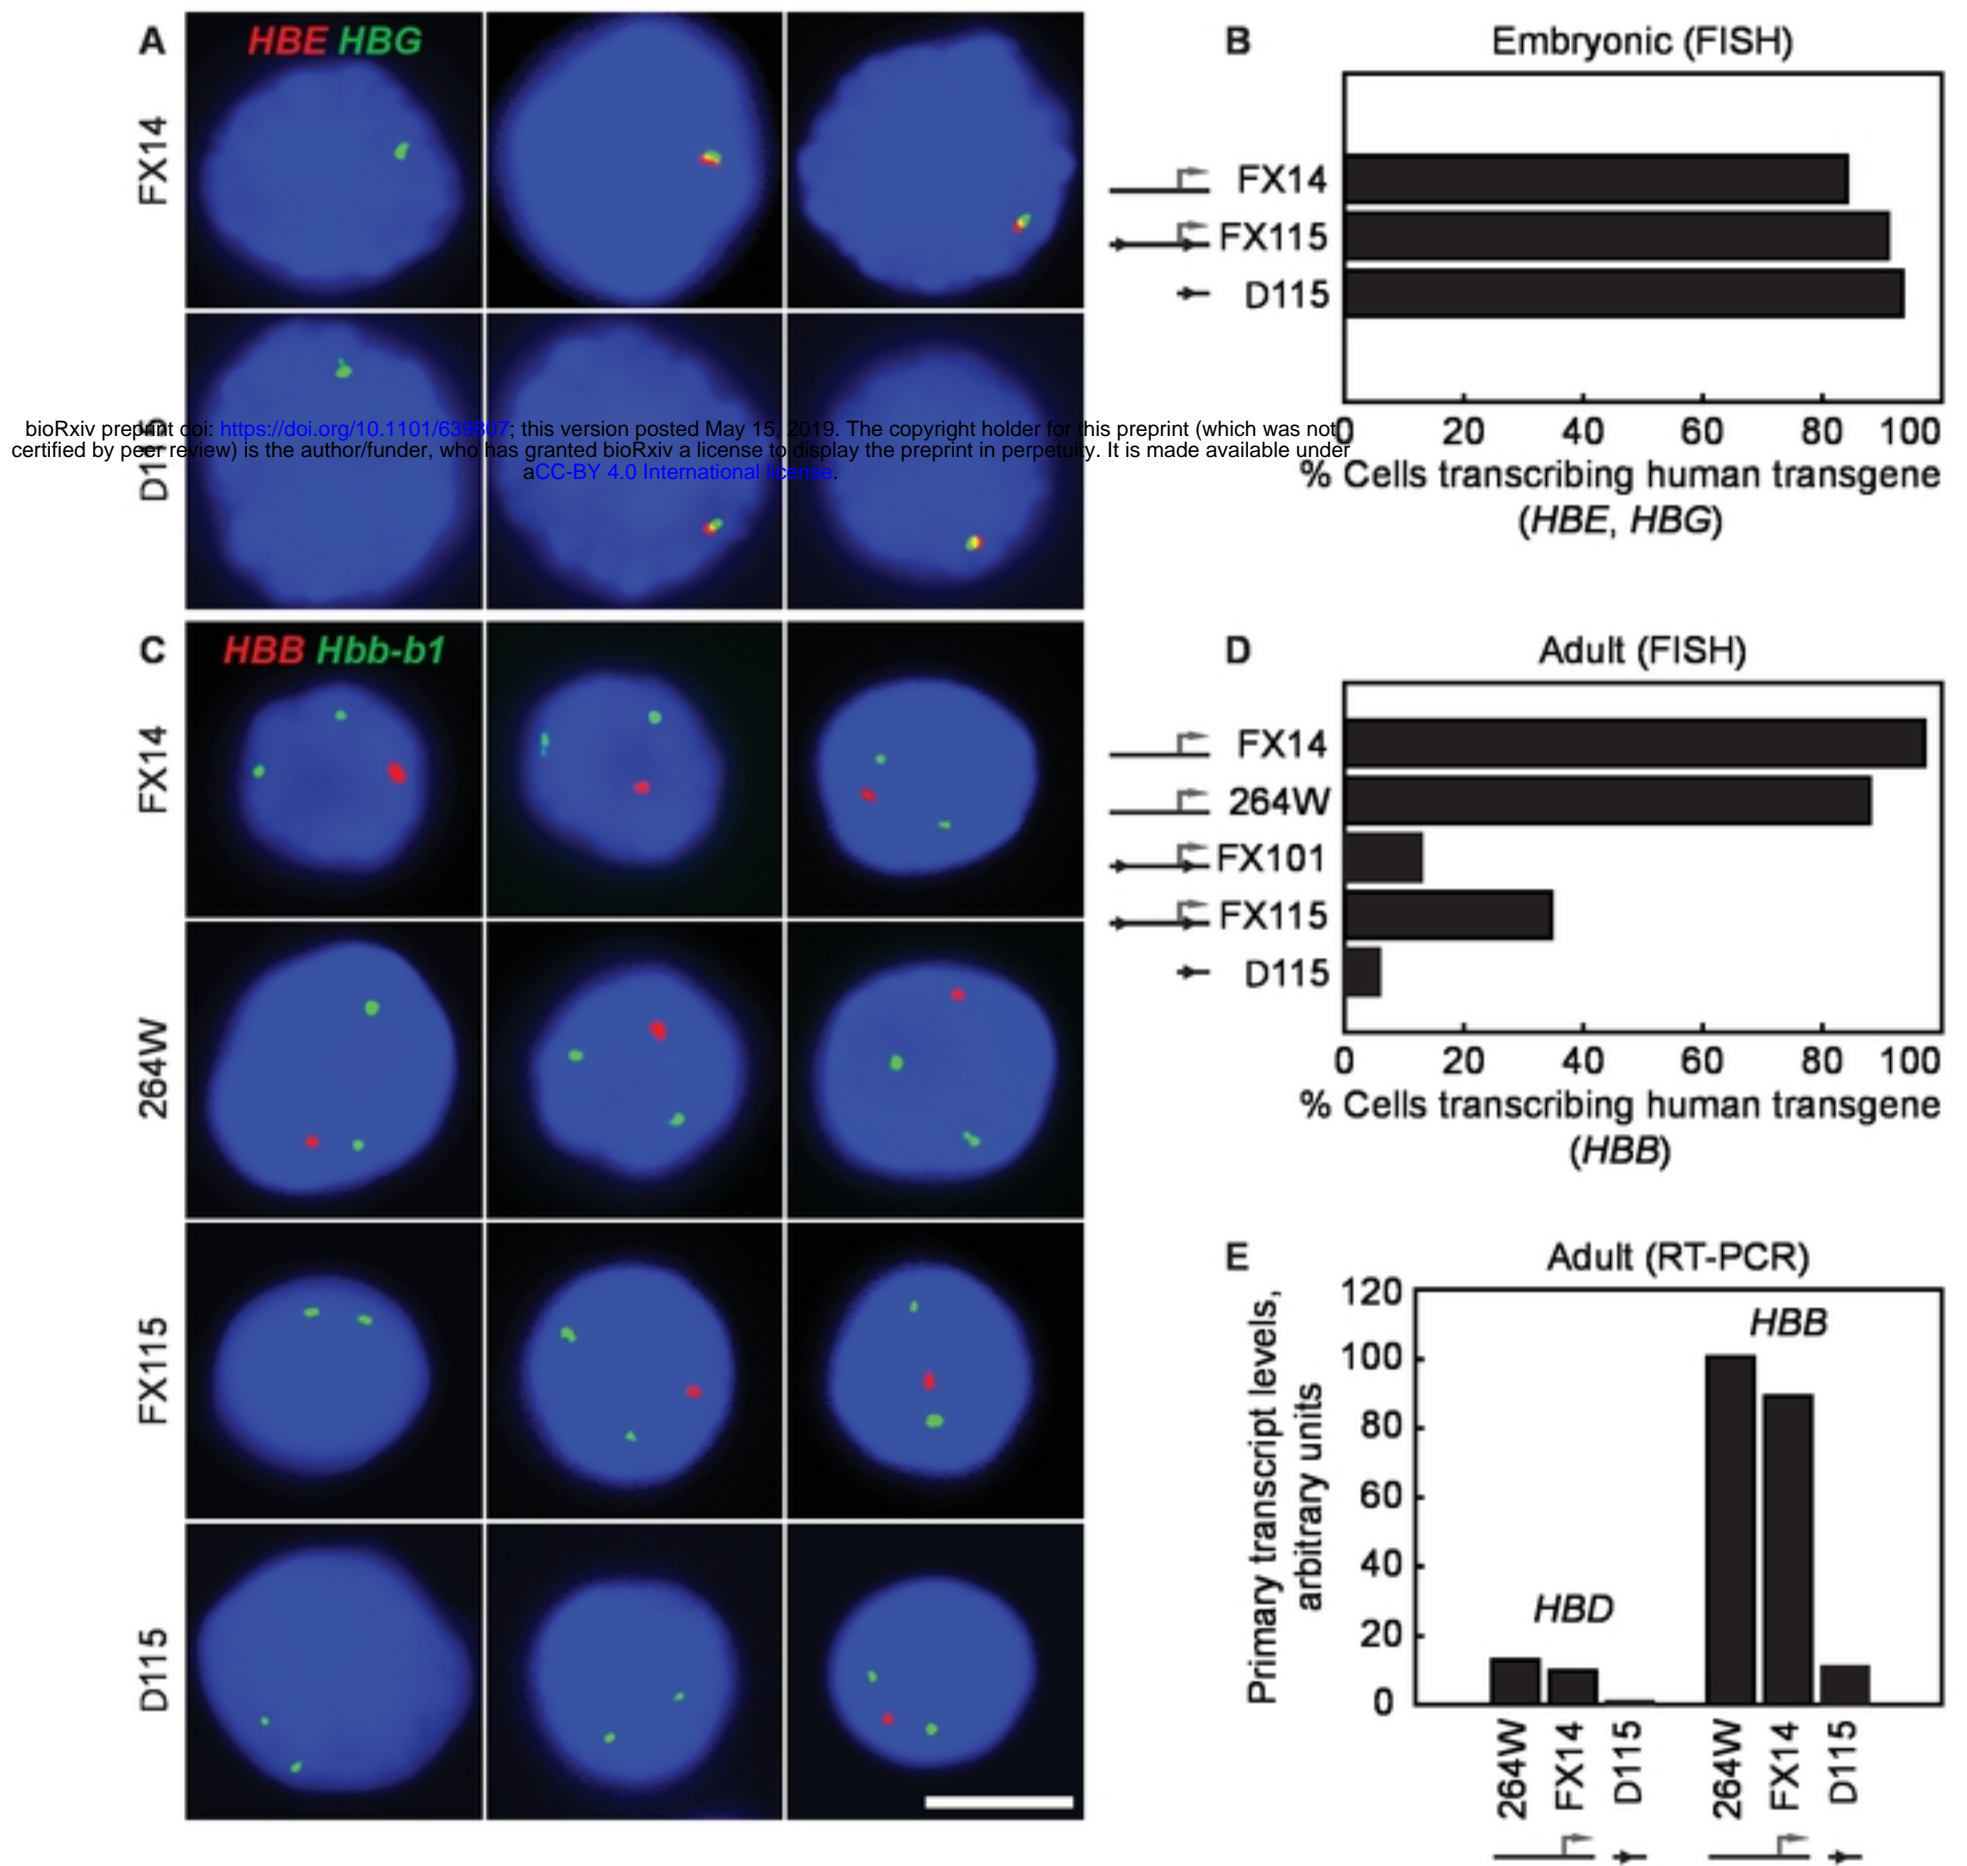 A
HBE HBG
FX14
D115
bioRxiv preprint doi: https://doi.org/10.1101/639807; this version posted May 15, 2019. The copyright holder for this preprint (which was not
certified by peer review) is the author/funder, who has granted bioRxiv a license to display the preprint in perpetuity. It is made available under
aCC-BY 4.0 International license.
B
Embryonic (FISH)
FX14
FX115
D115
0 20 40 60 80 100
% Cells transcribing human transgene
(HBE, HBG)
C
HBB Hbb-b1
FX14
264W
FX115
D115
D
Adult (FISH)
FX14
264W
FX101
FX115
D115
0 20 40 60 80 100
% Cells transcribing human transgene
(HBB)
E
Adult (RT-PCR)
Primary transcript levels,
arbitrary units
120
100
80
60
40
20
0
HBD
HBB
264W
FX14
D115
264W
FX14
D115